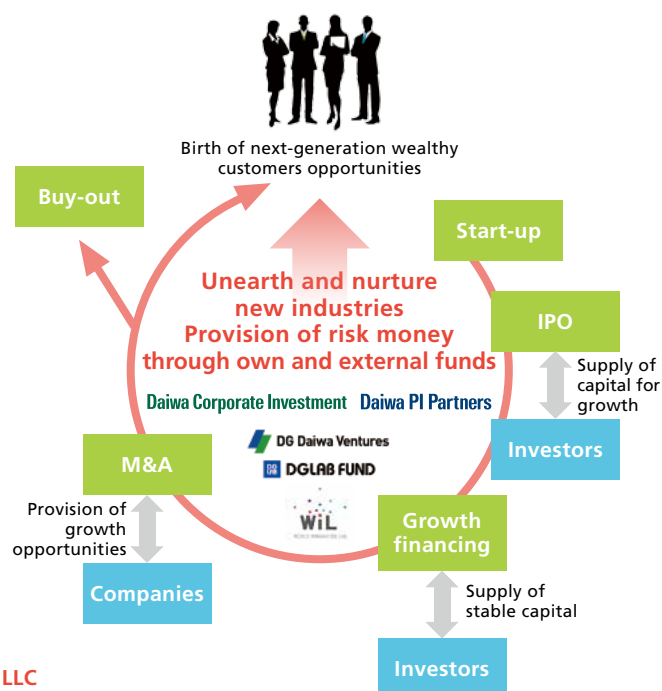 Birth of next-generation wealthy
customers opportunities
Buy-out
Start-up
Unearth and nurture
new industries
Provision of risk money
through own and external funds
IPO
Supply of
capital for
growth
Investors
Daiwa Corporate Investment
Daiwa PI Partners
DG Daiwa Ventures
DGLAB FUND
WiL
M&A
Provision of
growth
opportunities
Companies
Growth
financing
Supply of
stable capital
Investors
LLC